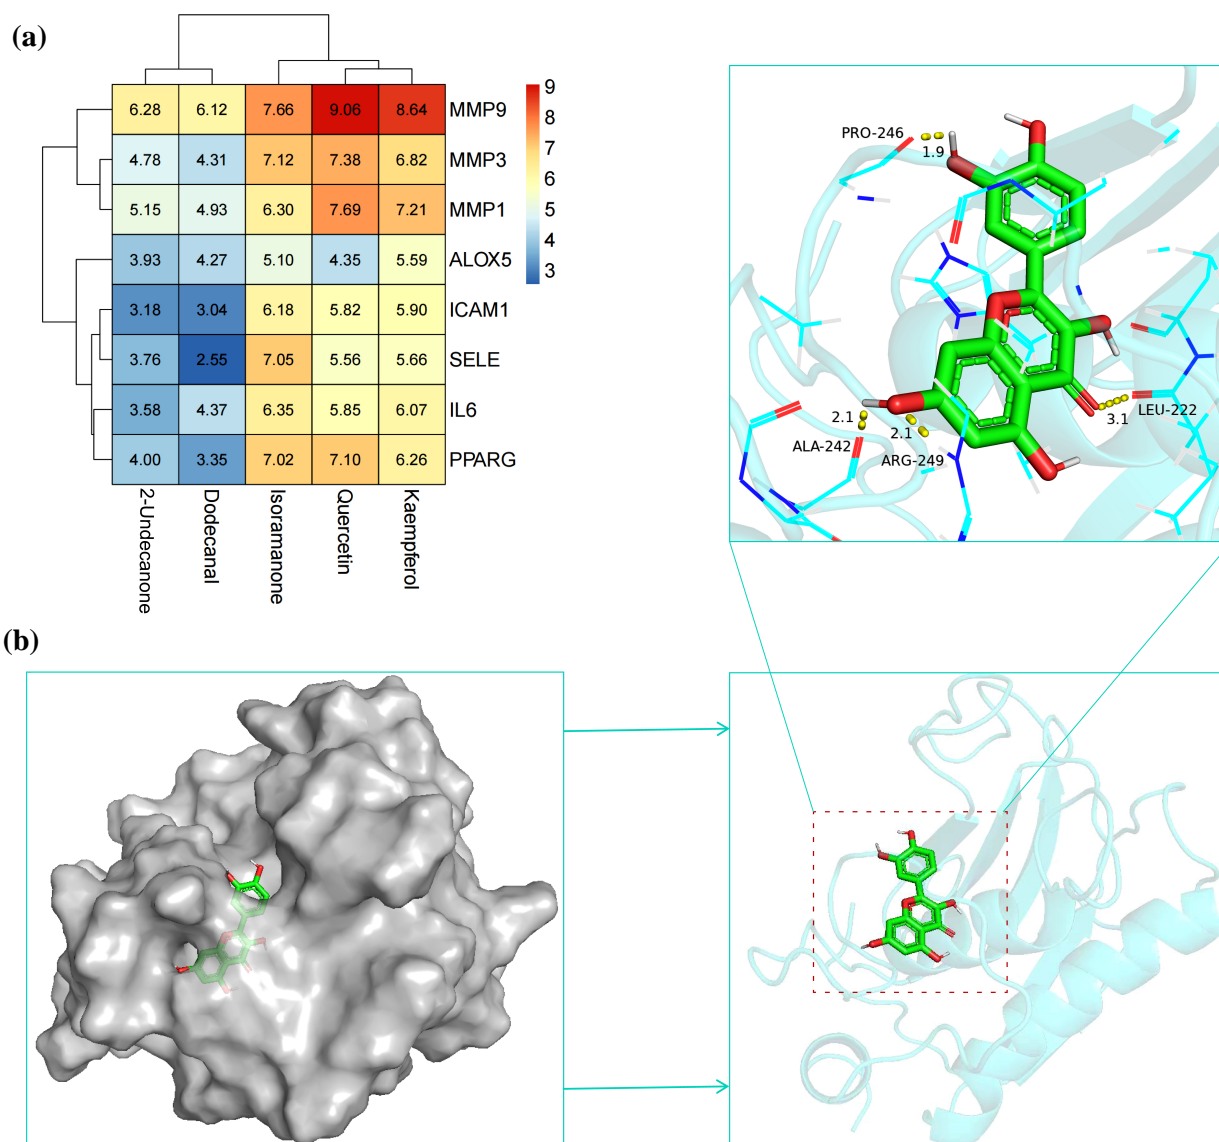 (a)
6.28 6.12 7.66 9.06 8.64 MMP9
4.78 4.31 7.12 7.38 6.82 MMP3
5.15 4.93 6.30 7.69 7.21 MMP1
3.93 4.27 5.10 4.35 5.59 ALOX5
3.18 3.04 6.18 5.82 5.90 ICAM1
3.76 2.55 7.05 5.56 5.66 SELE
3.58 4.37 6.35 5.85 6.07 IL6
4.00 3.35 7.02 7.10 6.26 PPARG
2-Undecanone
Dodecanal
Isoramanone
Quercetin
Kaempferol
9
8
7
6
5
4
3
PRO-246
1.9
LEU-222
3.1
2.1
ALA-242
2.1
ARG-249
(b)